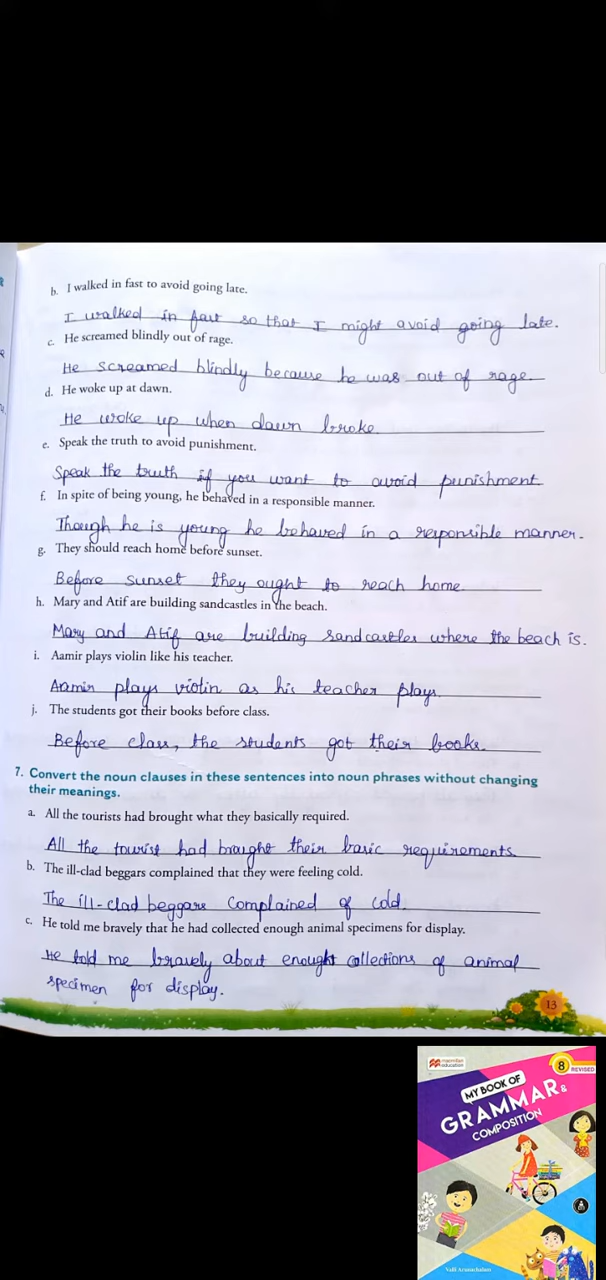 b. I walked in fast to avoid going late.
I walked in fast so that I might avoid going late.
c. He screamed blindly out of rage.
He screamed blindly because he was out of rage.
d. He woke up at dawn.
He woke up when dawn broke
e. Speak the truth to avoid punishment.
Speak the truth if you want to avoid punishment
f. In spite of being young, he behaved in a responsible manner.
Though he is young he behaved in a responsible manner.
g. They should reach home before sunset.
Before sunset they ought to reach home.
h. Mary and Atif are building sandcastles in the beach.
Mary and Atif are building sandcastles where the beach is.
i. Aamir plays violin like his teacher.
Aamir plays violin as his teacher plays.
j. The students got their books before class.
Before class, the students got their books.
7. Convert the noun clauses in these sentences into noun phrases without changing
their meanings.
a. All the tourists had brought what they basically required.
All the tourist had braught their basic requirements
b. The ill-clad beggars complained that they were feeling cold.
The ill-clad beggars complained of cold.
c. He told me bravely that he had collected enough animal specimens for display.
He told me bravely about enought collections of animal
specimen for display.
13
macmillan
education
8
REVISED
MY BOOK OF
GRAMMAR &
COMPOSITION
Valli Arunachalam